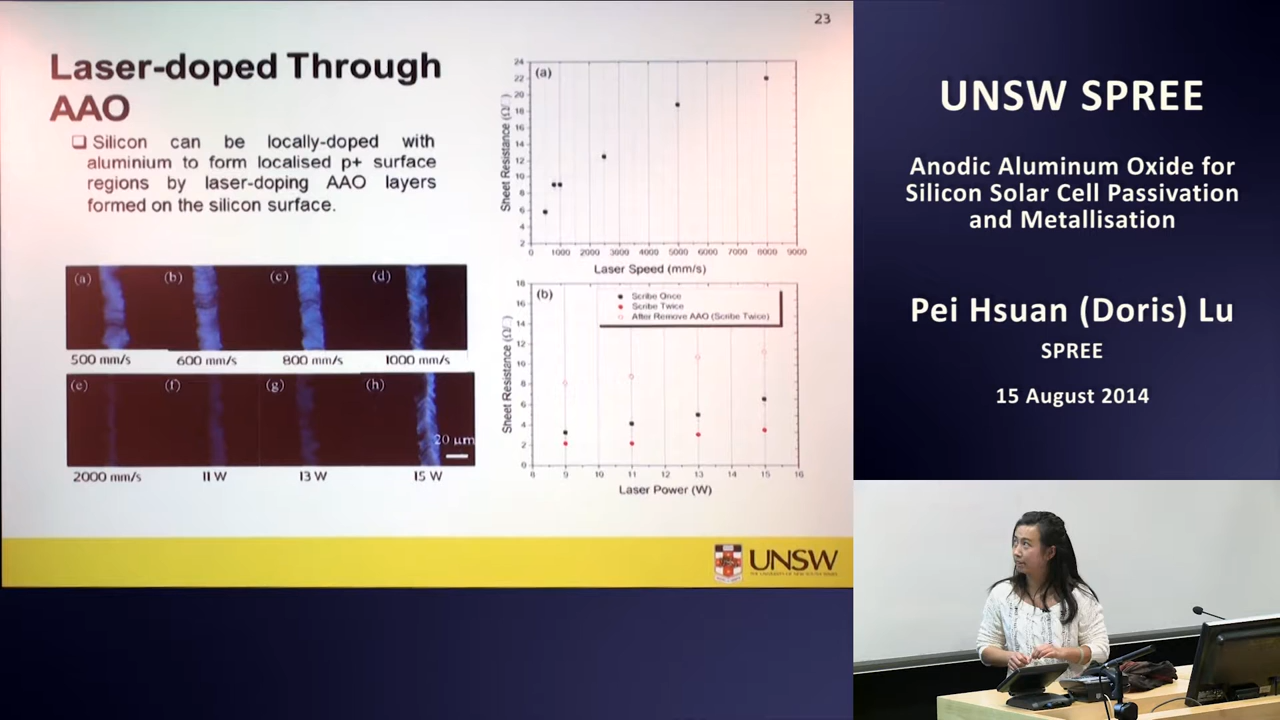 23
Laser-doped Through
AAO
❑ Silicon can be locally-doped with
aluminium to form localised p+ surface
regions by laser-doping AAO layers
formed on the silicon surface.
(a) (b) (c) (d)
500 mm/s 600 mm/s 800 mm/s 1000 mm/s
(e) (f) (g) (h)
20 μm
2000 mm/s 11 W 13 W 15 W
(a)
Sheet Resistance (Ω/□)
24
22
20
18
16
14
12
10
8
6
4
2
0 1000 2000 3000 4000 5000 6000 7000 8000 9000
Laser Speed (mm/s)
(b)
Scribe Once
Scribe Twice
After Remove AAO (Scribe Twice)
Sheet Resistance (Ω/□)
18
16
14
12
10
8
6
4
2
0
8 9 10 11 12 13 14 15 16
Laser Power (W)
UNSW
UNSW SPREE
Anodic Aluminum Oxide for
Silicon Solar Cell Passivation
and Metallisation
Pei Hsuan (Doris) Lu
SPREE
15 August 2014